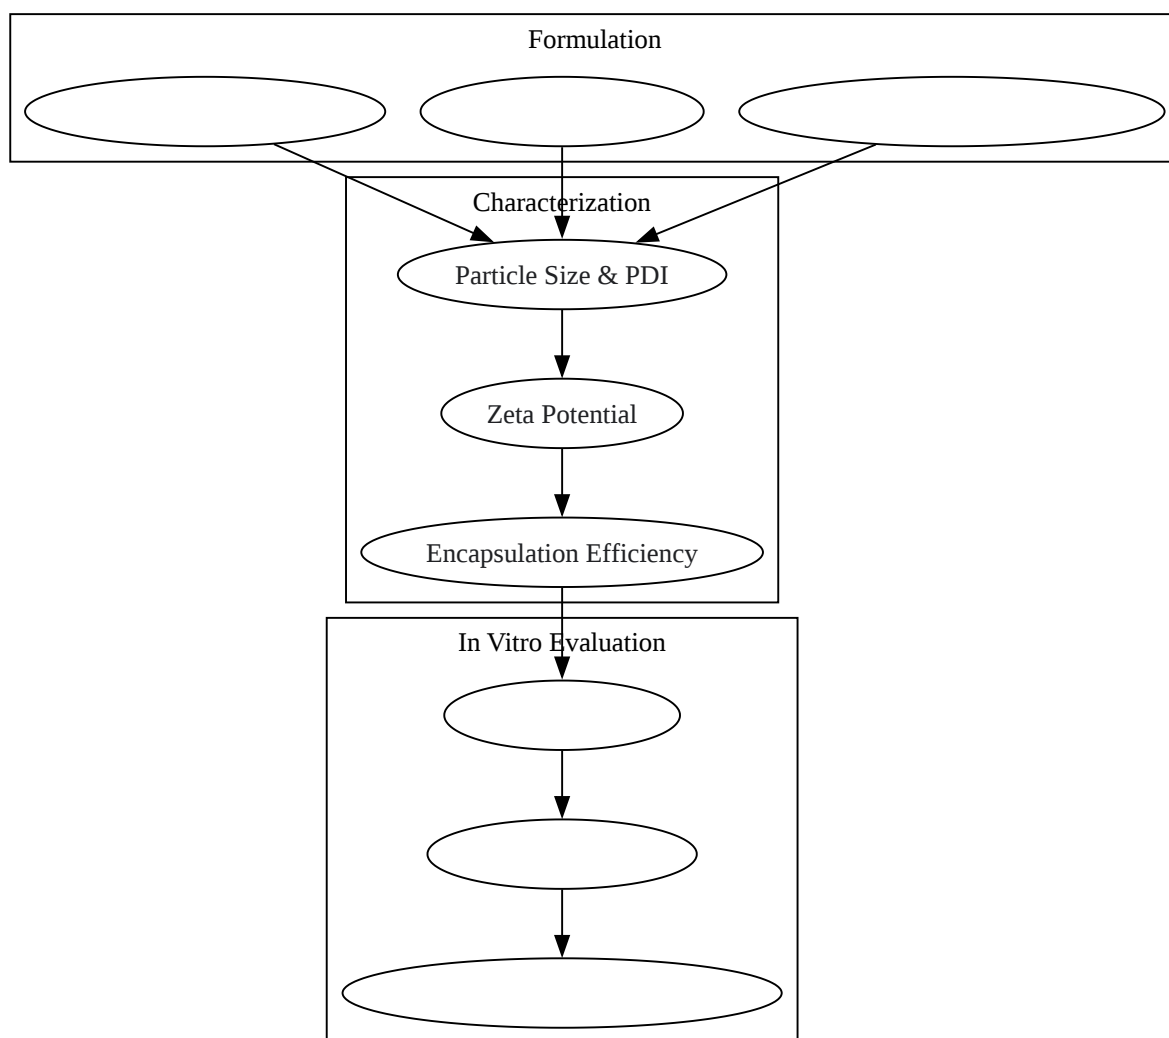 Formulation
Characterization
Particle Size & PDI
Zeta Potential
Encapsulation Efficiency
In Vitro Evaluation